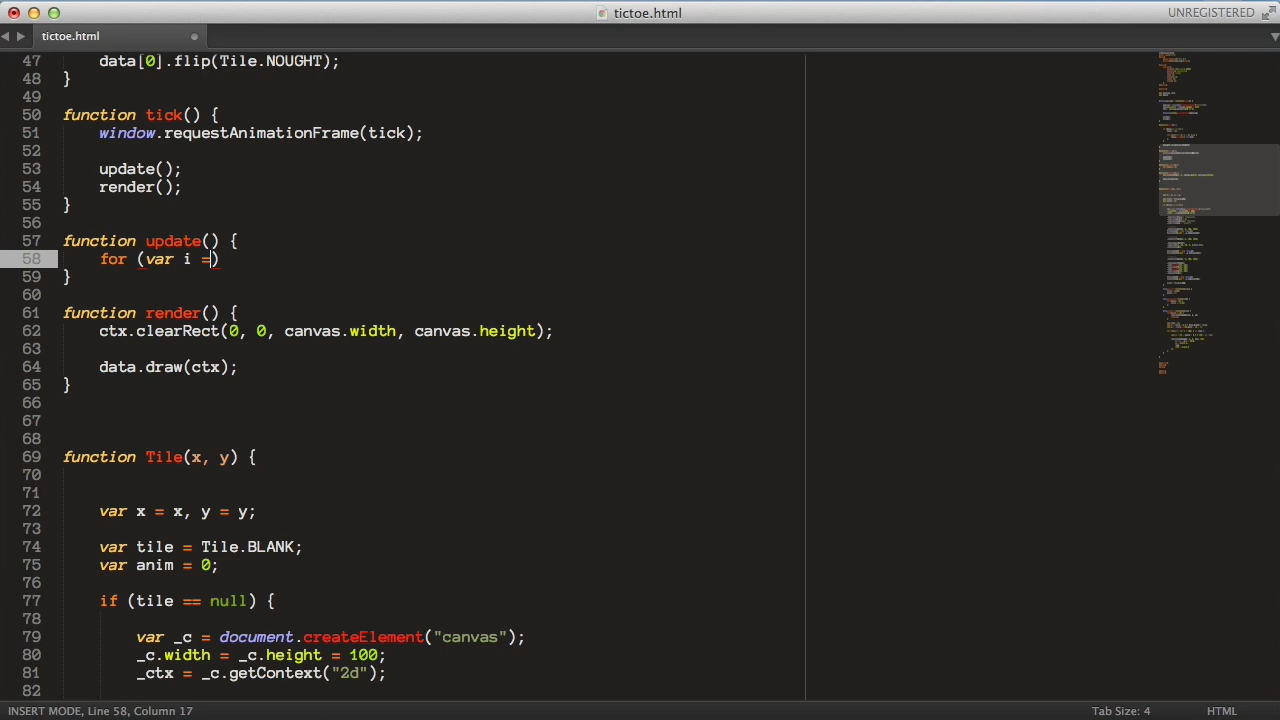 tictoe.html
UNREGISTERED
tictoe.html
47 data[0].flip(Tile.NOUGHT);
48 }
49
50 function tick() {
51 window.requestAnimationFrame(tick);
52
53 update();
54 render();
55 }
56
57 function update() {
58 for (var i =)
59 }
60
61 function render() {
62 ctx.clearRect(0, 0, canvas.width, canvas.height);
63
64 data.draw(ctx);
65 }
66
67
68
69 function Tile(x, y) {
70
71
72 var x = x, y = y;
73
74 var tile = Tile.BLANK;
75 var anim = 0;
76
77 if (tile == null) {
78
79 var _c = document.createElement("canvas");
80 _c.width = _c.height = 100;
81 _ctx = _c.getContext("2d");
82
INSERT MODE, Line 58, Column 17
Tab Size: 4
HTML